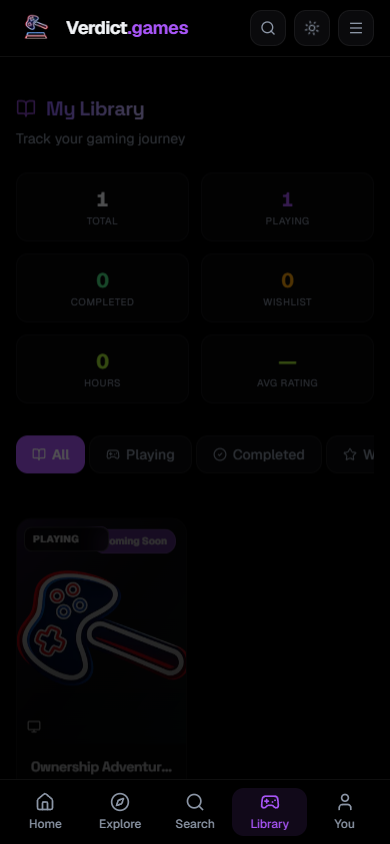 Verdict.games
My Library
Track your gaming journey
1
TOTAL
1
PLAYING
0
COMPLETED
0
WISHLIST
0
HOURS
—
AVG RATING
All
Playing
Completed
W
PLAYING
oming Soon
Ownership Adventur...
Home
Explore
Search
Library
You